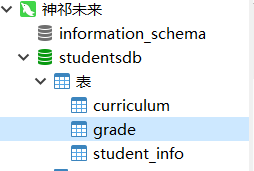 神祁未来
information_schema
studentsdb
表
curriculum
grade
student_info